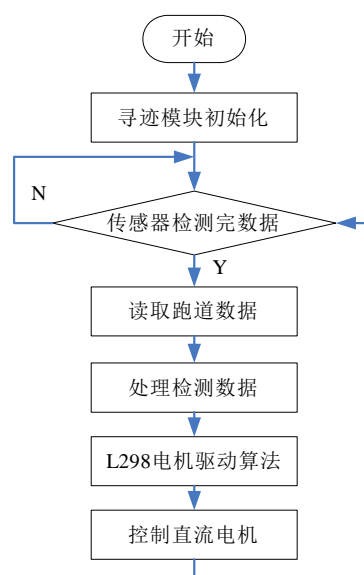 开始
寻迹模块初始化
N
传感器检测完数据
Y
读取跑道数据
处理检测数据
L298电机驱动算法
控制直流电机